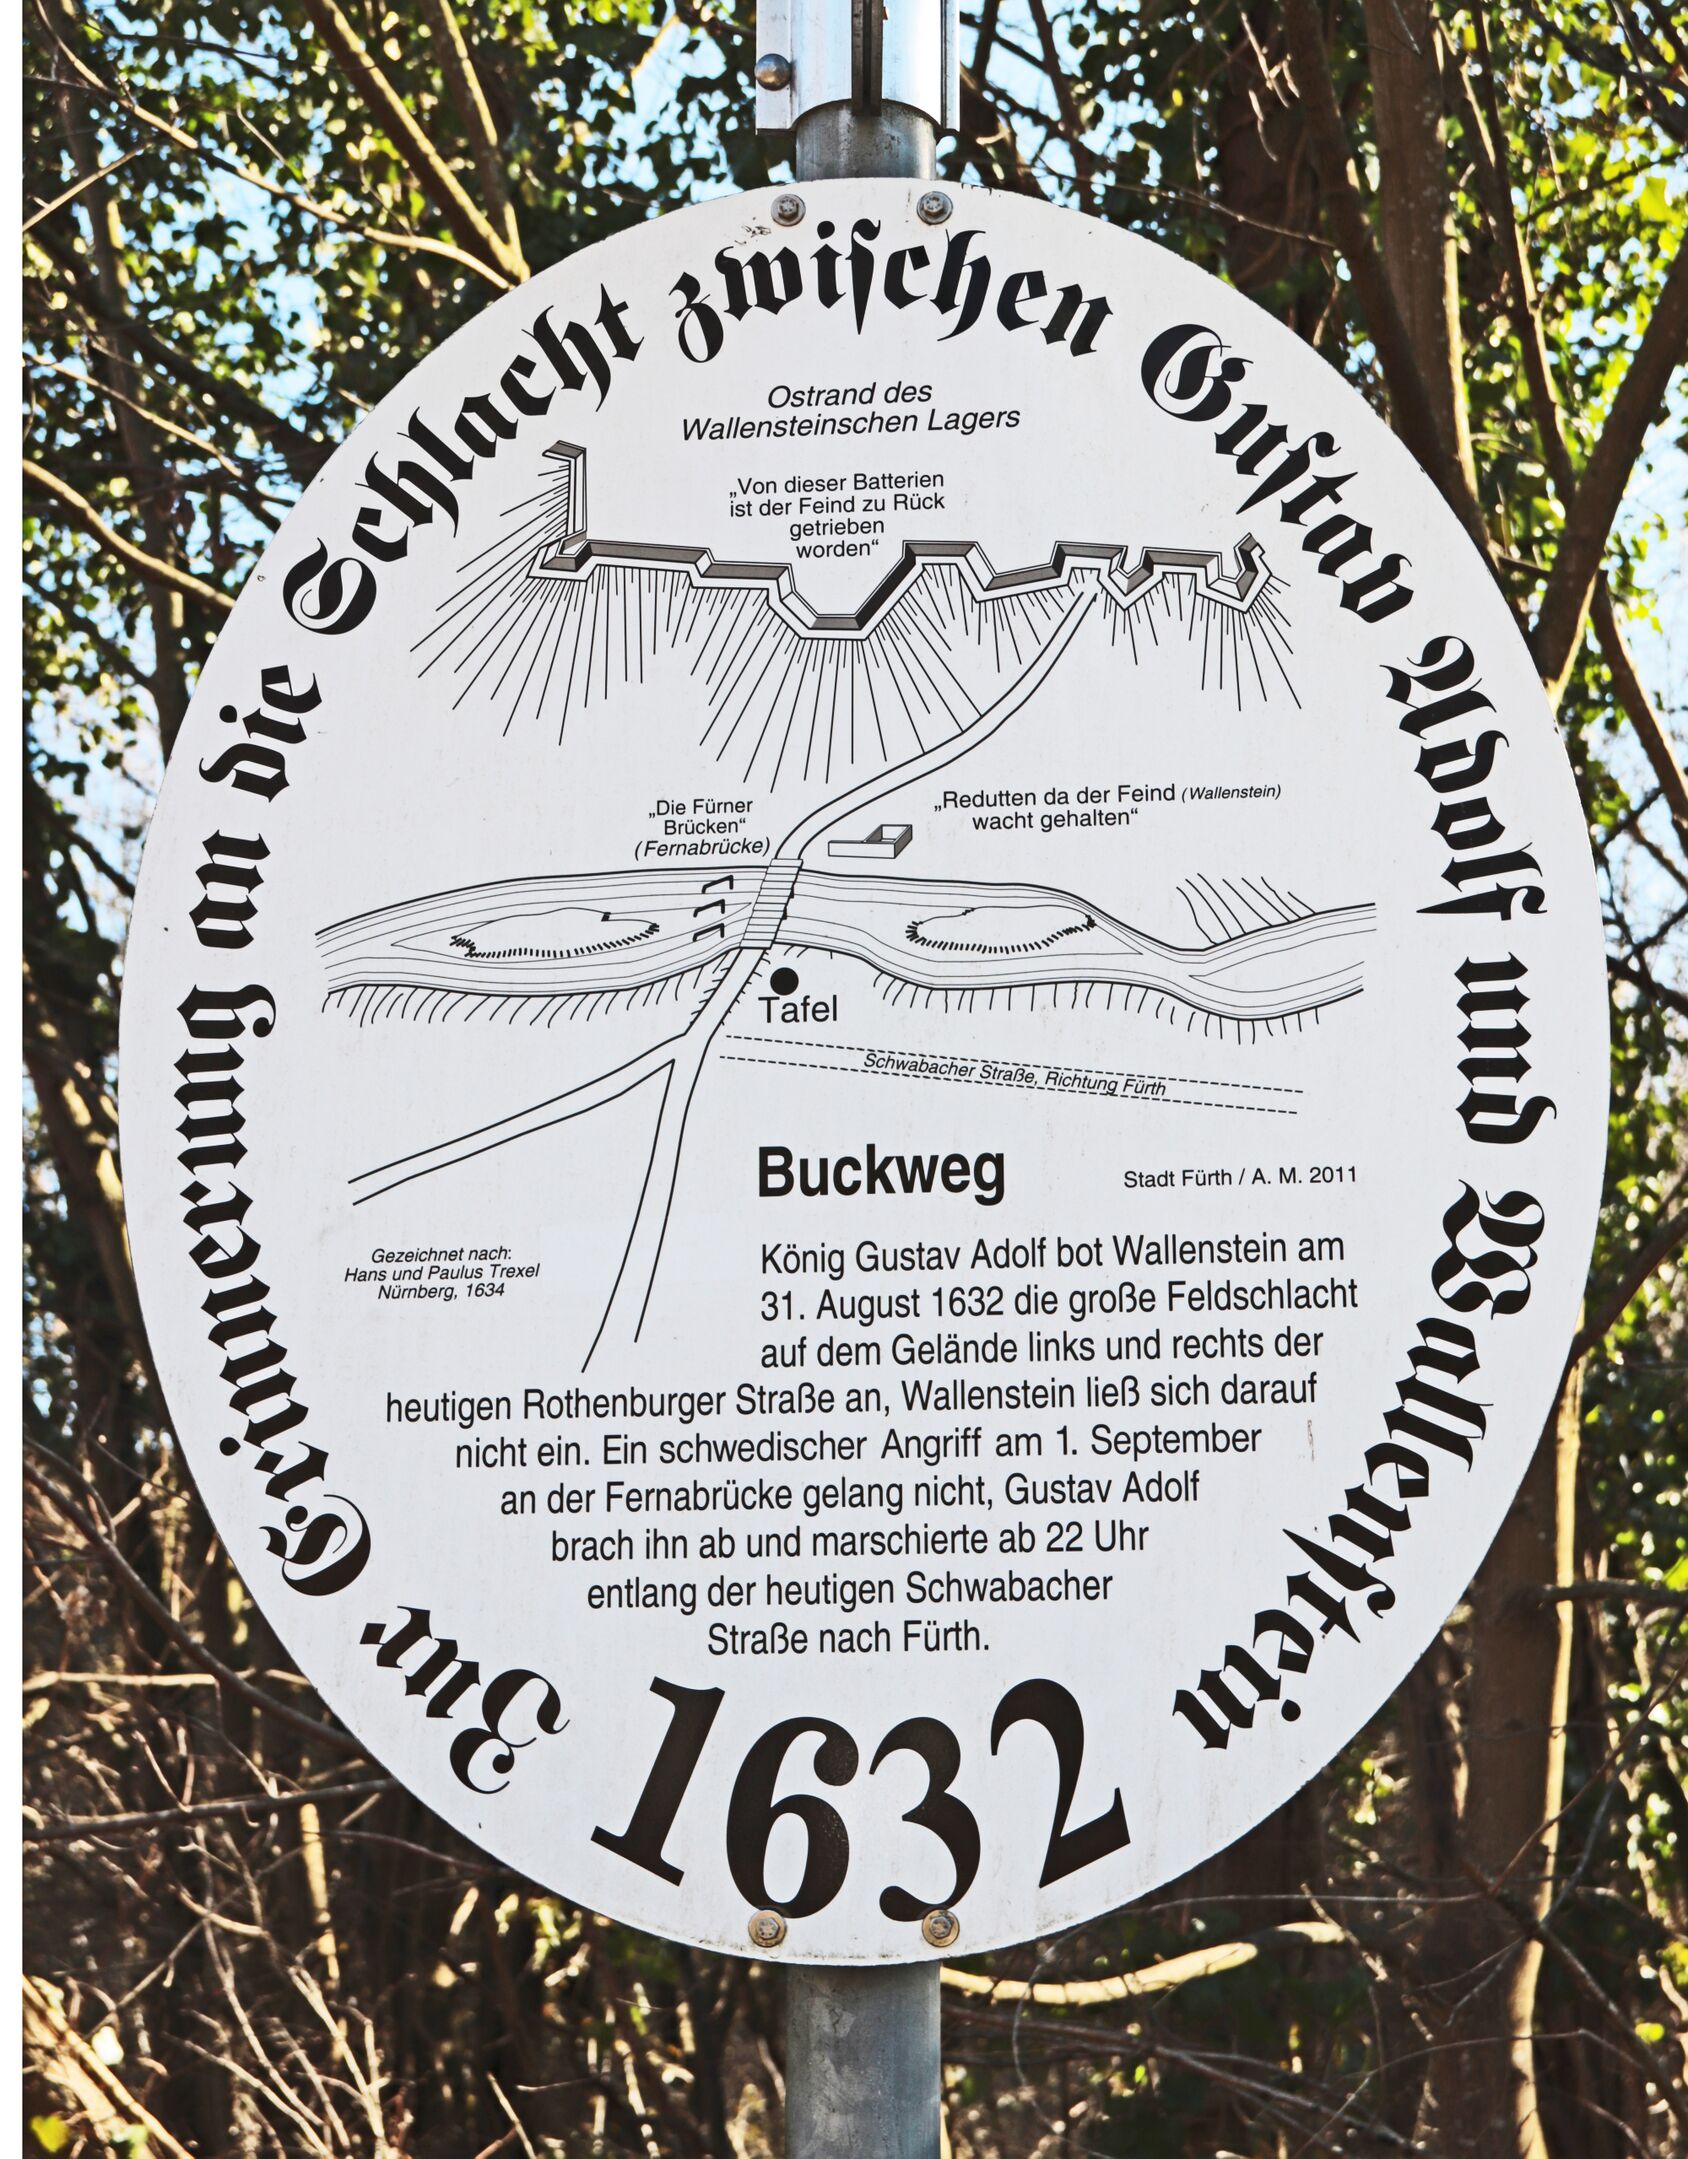 Zur Erinnerung an die Schlacht zwiſchen Guſtav Adolf und Wallenſtein
1632
Ostrand des
Wallensteinschen Lagers
„Von dieser Batterien
ist der Feind zu Rück
getrieben
worden“
„Die Fürner
Brücken“
(Fernabrücke)
„Redutten da der Feind (Wallenstein)
wacht gehalten“
Tafel
Schwabacher Straße, Richtung Fürth
Buckweg
Stadt Fürth / A. M. 2011
Gezeichnet nach:
Hans und Paulus Trexel
Nürnberg, 1634
König Gustav Adolf bot Wallenstein am
31. August 1632 die große Feldschlacht
auf dem Gelände links und rechts der
heutigen Rothenburger Straße an, Wallenstein ließ sich darauf
nicht ein. Ein schwedischer Angriff am 1. September
an der Fernabrücke gelang nicht, Gustav Adolf
brach ihn ab und marschierte ab 22 Uhr
entlang der heutigen Schwabacher
Straße nach Fürth.